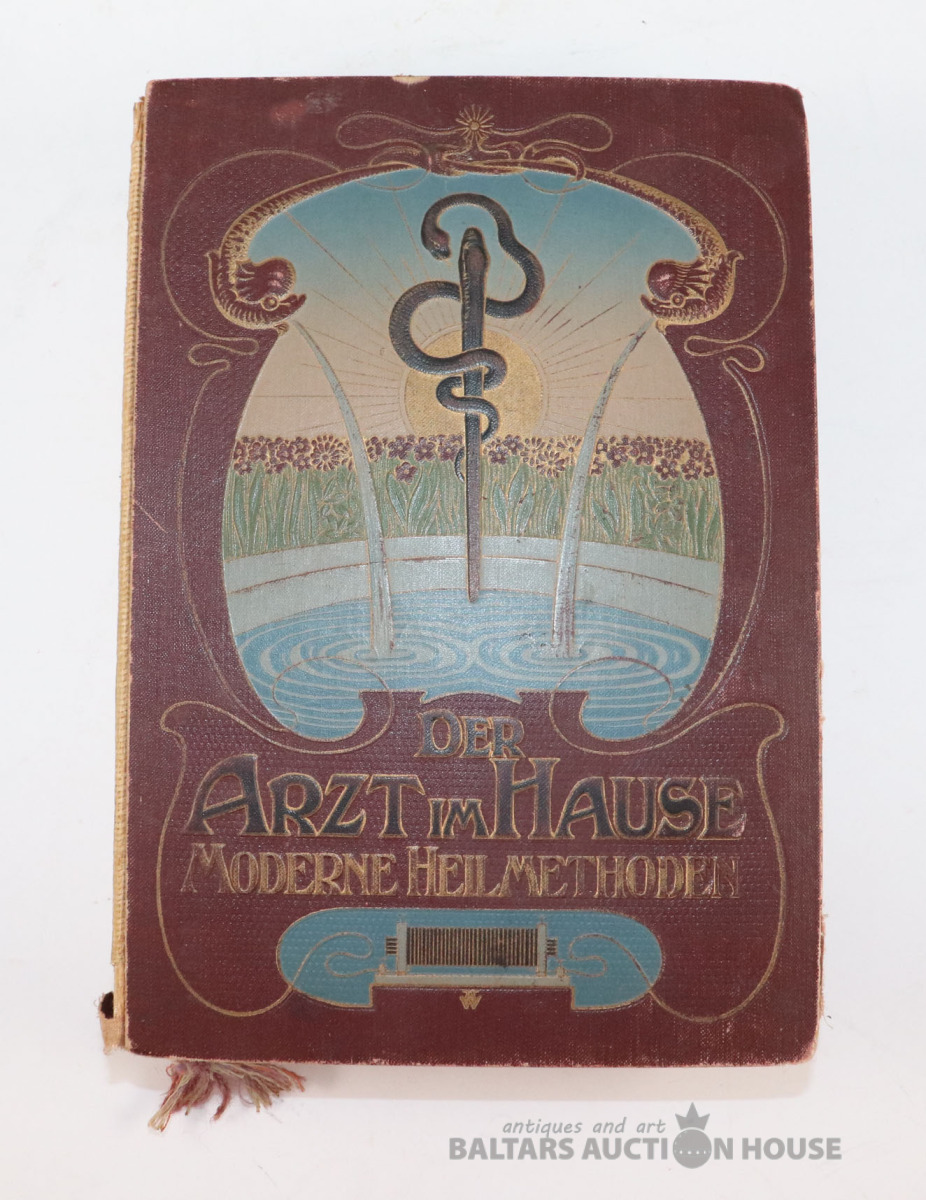 DER
ARZT IM HAUSE
MODERNE HEILMETHODEN
W
antiques and art
BALTARS AUCTION HOUSE